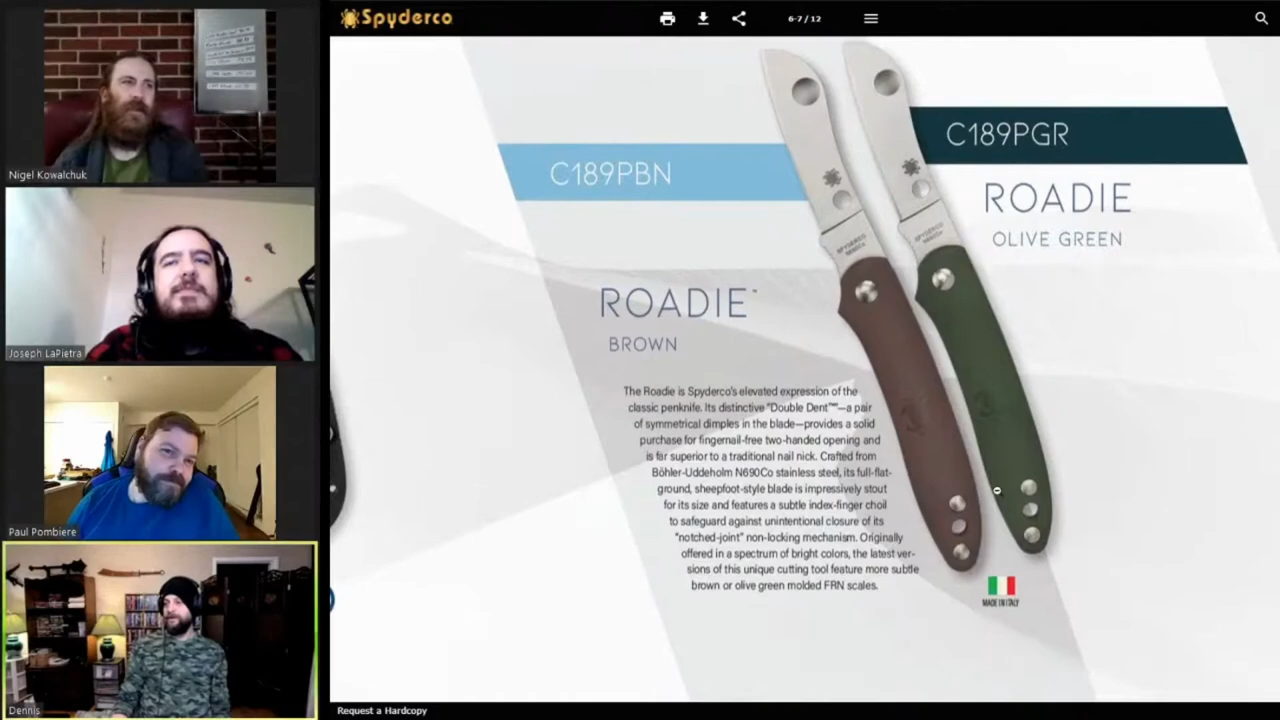 Spyderco
6-7 / 12
Nigel Kowalchuk
Joseph LaPietra
Paul Pombiere
Dennis
C189PBN
C189PGR
ROADIE
OLIVE GREEN
ROADIE™
BROWN
The Roadie is Spyderco's elevated expression of the
classic penknife. Its distinctive "Double Dent™"—a pair
of symmetrical dimples in the blade—provides a solid
purchase for fingernail-free two-handed opening and
is far superior to a traditional nail nick. Crafted from
Böhler-Uddeholm N690Co stainless steel, its full-flat-
ground, sheepfoot-style blade is impressively stout
for its size and features a subtle index-finger choil
to safeguard against unintentional closure of its
"notched-joint" non-locking mechanism. Originally
offered in a spectrum of bright colors, the latest ver-
sions of this unique cutting tool feature more subtle
brown or olive green molded FRN scales.
MADE IN ITALY
Request a Hardcopy